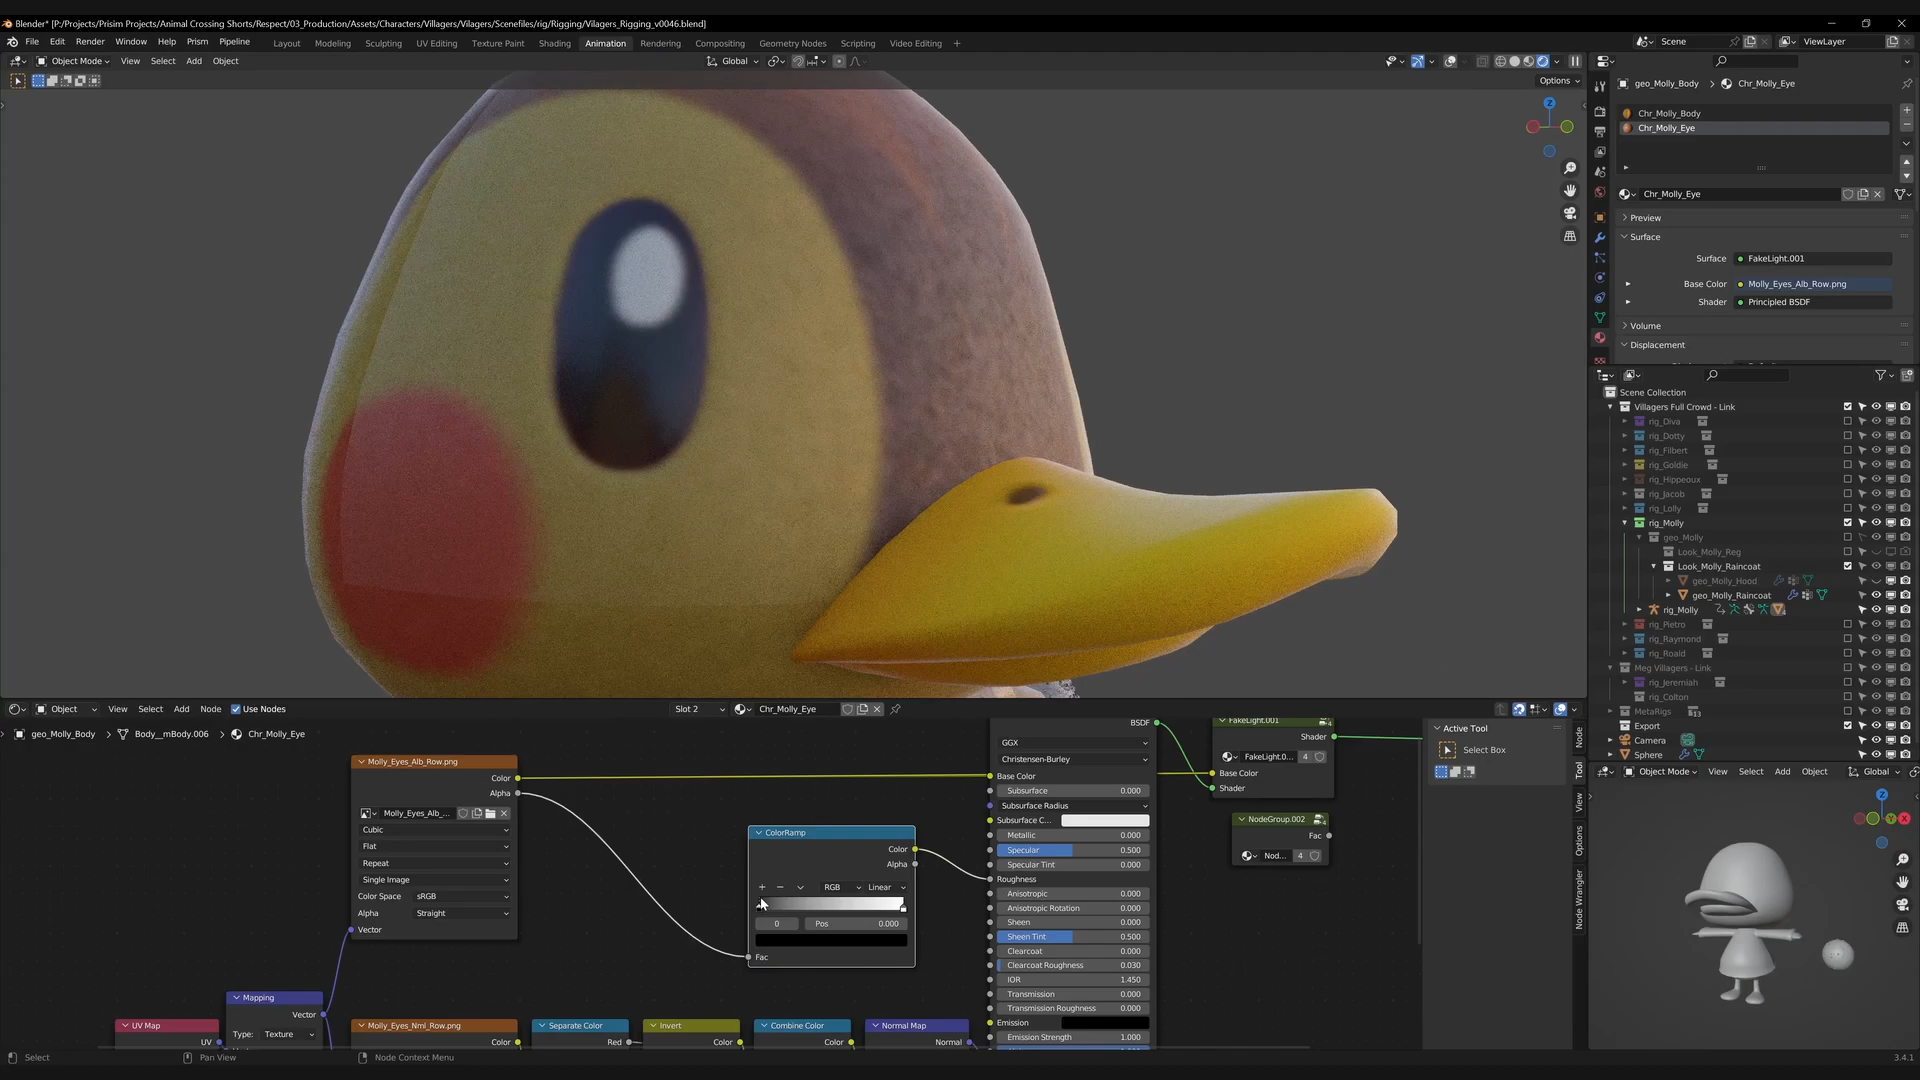 Blender* [P:/Projects/Prisim Projects/Animal Crossing Shorts/Respect/03_Production/Assets/Characters/Villagers/Vilagers/Scenefiles/rig/Rigging/Vilagers_Rigging_v0046.blend]
File Edit Render Window Help Prism Pipeline Layout Modeling Sculpting UV Editing Texture Paint Shading Animation Rendering Compositing Geometry Nodes Scripting Video Editing + Scene ViewLayer
Object Mode View Select Add Object Global
Options
geo_Molly_Body > Chr_Molly_Eye
Chr_Molly_Body
Chr_Molly_Eye
Chr_Molly_Eye
Preview
Surface
Surface FakeLight.001
Base Color Molly_Eyes_Alb_Row.png
Shader Principled BSDF
Volume
Displacement
Scene Collection
Villagers Full Crowd - Link
rig_Diva
rig_Dotty
rig_Filbert
rig_Goldie
rig_Hippeoux
rig_Jacob
rig_Lolly
rig_Molly
geo_Molly
Look_Molly_Reg
Look_Molly_Raincoat
geo_Molly_Hood
geo_Molly_Raincoat
rig_Molly
rig_Pietro
rig_Raymond
rig_Roald
Meg Villagers - Link
rig_Jeremiah
rig_Colton
MetaRigs
Export
Camera
Sphere
Object View Select Add Node Use Nodes Slot 2 Chr_Molly_Eye
geo_Molly_Body > Body__mBody.006 > Chr_Molly_Eye
Molly_Eyes_Alb_Row.png
Color
Alpha
Molly_Eyes_Alb_...
Cubic
Flat
Repeat
Single Image
Color Space sRGB
Alpha Straight
Vector
Mapping
Vector
Type: Texture
UV Map
UV
Molly_Eyes_Nml_Row.png
Color
Separate Color
Red
Invert
Color
Combine Color
Color
Normal Map
Normal
ColorRamp
Color
Alpha
+ − RGB Linear
0 Pos 0.000
Fac
BSDF
GGX
Christensen-Burley
Base Color
Subsurface 0.000
Subsurface Radius
Subsurface C...
Metallic 0.000
Specular 0.500
Specular Tint 0.000
Roughness
Anisotropic 0.000
Anisotropic Rotation 0.000
Sheen 0.000
Sheen Tint 0.500
Clearcoat 0.000
Clearcoat Roughness 0.030
IOR 1.450
Transmission 0.000
Transmission Roughness 0.000
Emission
Emission Strength 1.000
FakeLight.001
Shader
FakeLight.0... 4
Base Color
Shader
NodeGroup.002
Fac
Nod... 4
Active Tool
Select Box
Node
Tool
View
Options
Node Wrangler
Object Mode View Select Add Object Global
Z
Z
Y
X
Select Pan View Node Context Menu 3.4.1